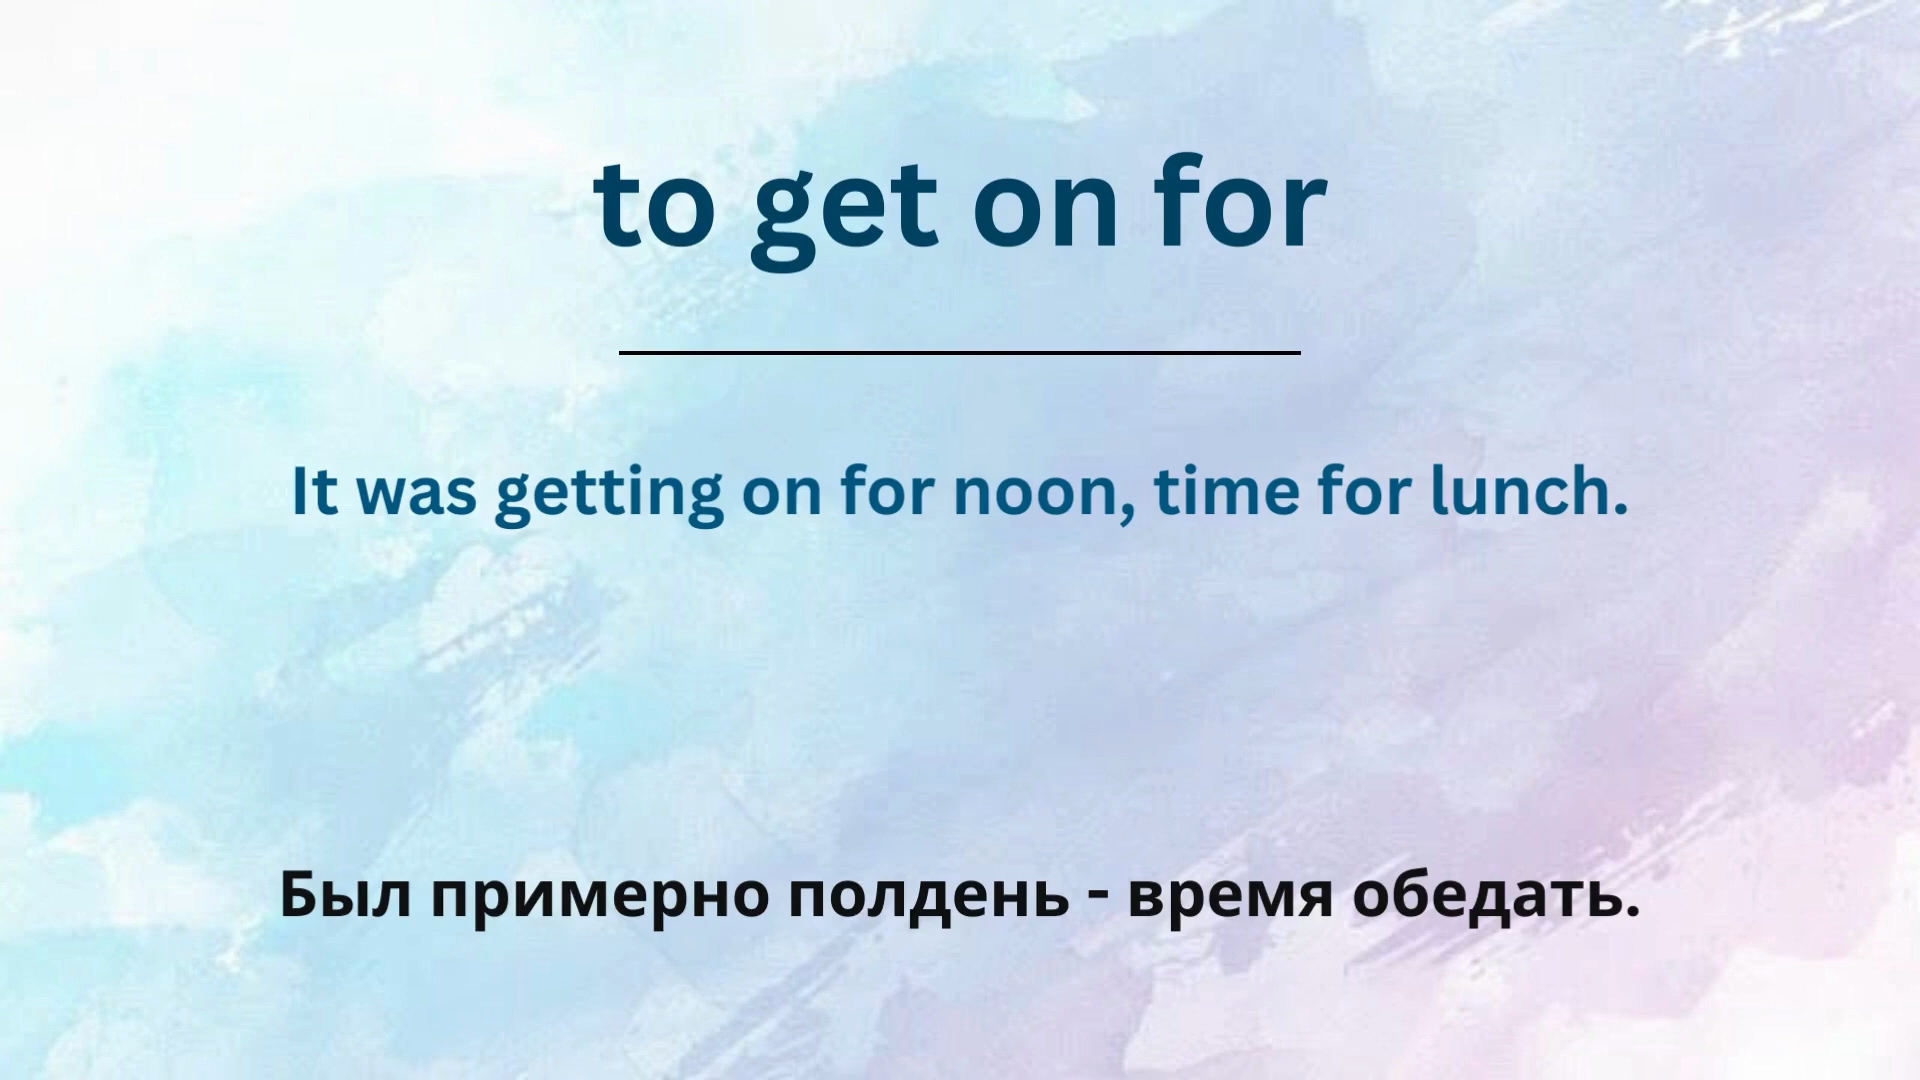 to get on for
It was getting on for noon, time for lunch.
Был примерно полдень - время обедать.